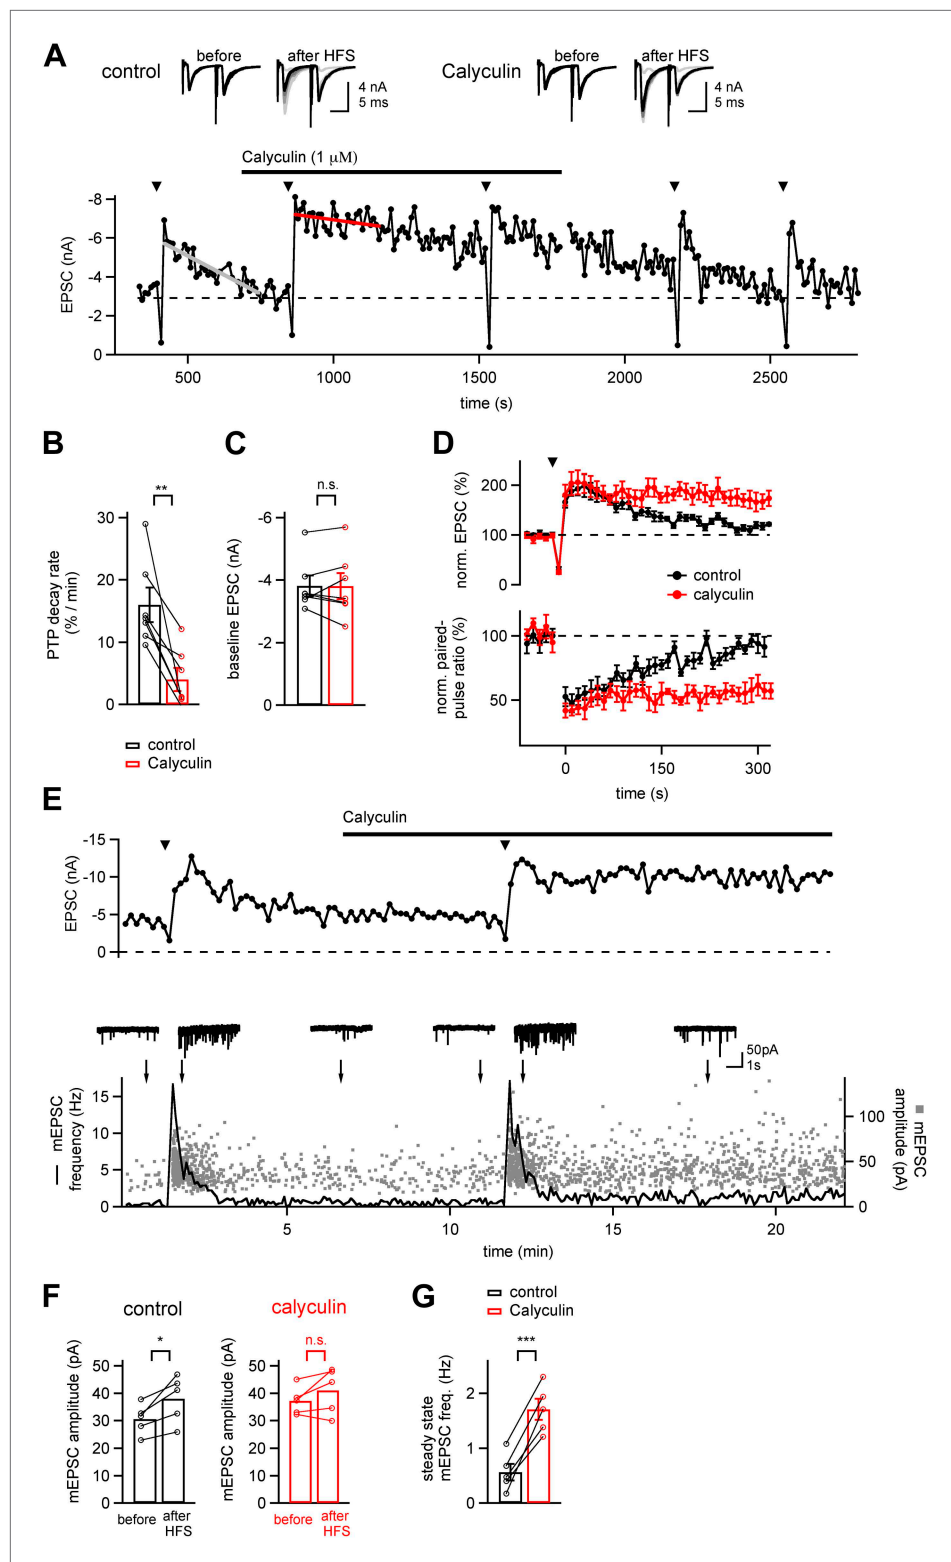 A
control
before
after HFS
4 nA
5 ms
Calyculin
before
after HFS
4 nA
5 ms
Calyculin (1 µM)
EPSC (nA)
-8
-6
-4
-2
0
500
1000
1500
2000
2500
time (s)
B
**
PTP decay rate
(% / min)
30
20
10
0
control
Calyculin
C
n.s.
baseline EPSC (nA)
-6
-4
-2
0
D
norm. EPSC (%)
200
100
0
control
calyculin
norm. paired-
pulse ratio (%)
100
50
0
150
300
time (s)
E
Calyculin
EPSC (nA)
-15
-10
-5
0
50pA
1s
mEPSC
frequency (Hz)
15
10
5
0
100
50
0
mEPSC
amplitude (pA)
5
10
15
20
time (min)
F
control
*
mEPSC amplitude (pA)
50
40
30
20
10
0
before
after
HFS
calyculin
n.s.
mEPSC amplitude (pA)
50
40
30
20
10
0
before
after
HFS
G
control
Calyculin
***
steady state
mEPSC freq. (Hz)
2
1
0